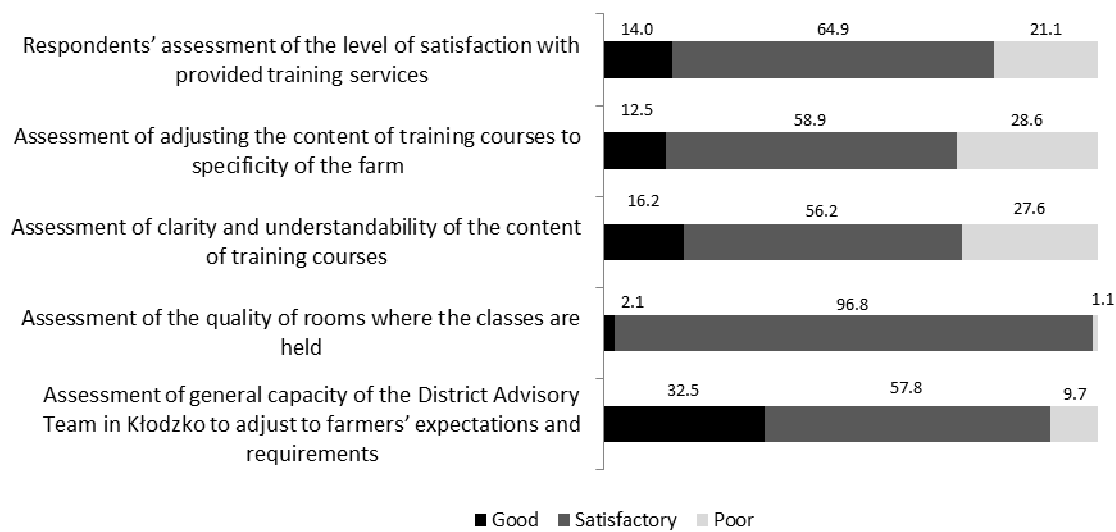 14.0 64.9 21.1
Respondents’ assessment of the level of satisfaction with
provided training services
12.5 58.9 28.6
Assessment of adjusting the content of training courses to
specificity of the farm
16.2 56.2 27.6
Assessment of clarity and understandability of the content
of training courses
2.1 96.8 1.1
Assessment of the quality of rooms where the classes are
held
32.5 57.8 9.7
Assessment of general capacity of the District Advisory
Team in Kłodzko to adjust to farmers’ expectations and
requirements
Good Satisfactory Poor